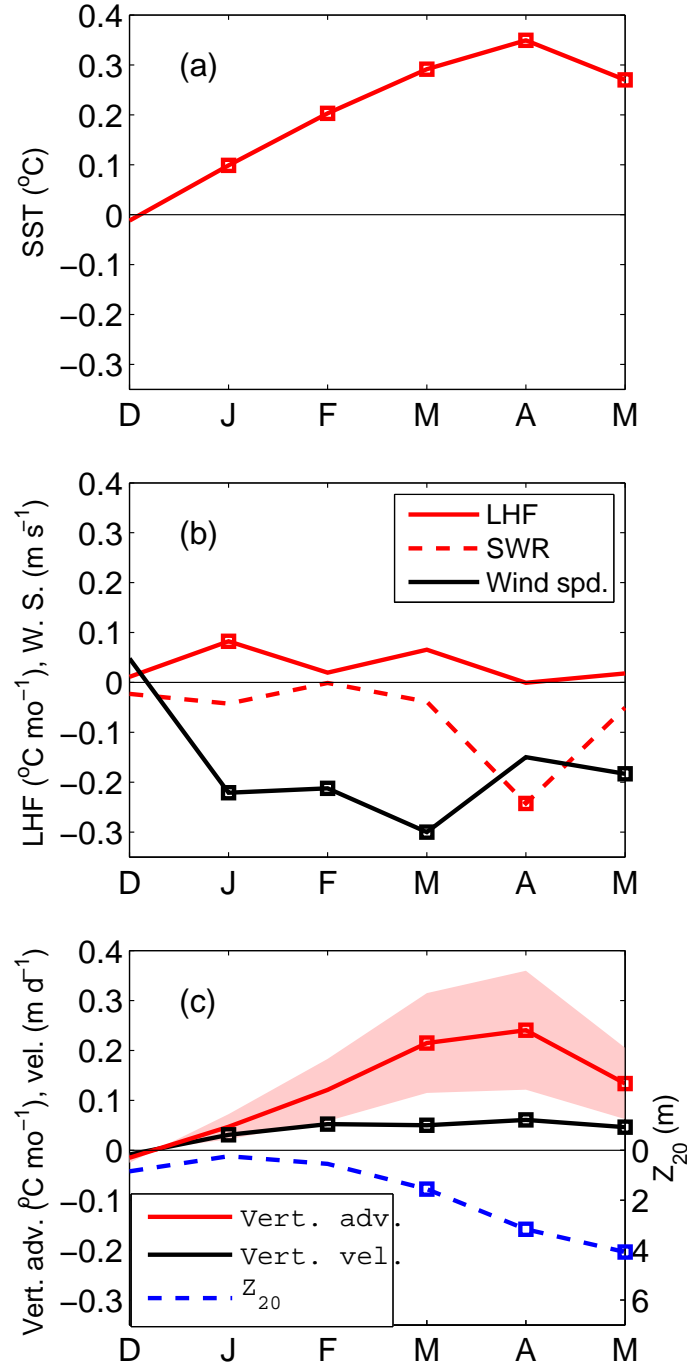 0.4
0.3
0.2
0.1
0
−0.1
−0.2
−0.3
SST (°C)
(a)
D J F M A M
0.4
0.3
0.2
0.1
0
−0.1
−0.2
−0.3
LHF (°C mo⁻¹), W. S. (m s⁻¹)
(b)
LHF
SWR
Wind spd.
D J F M A M
0.4
0.3
0.2
0.1
0
−0.1
−0.2
−0.3
Vert. adv. (°C mo⁻¹), vel. (m d⁻¹)
(c)
Vert. adv.
Vert. vel.
Z₂₀
0
2
4
6
Z₂₀ (m)
D J F M A M